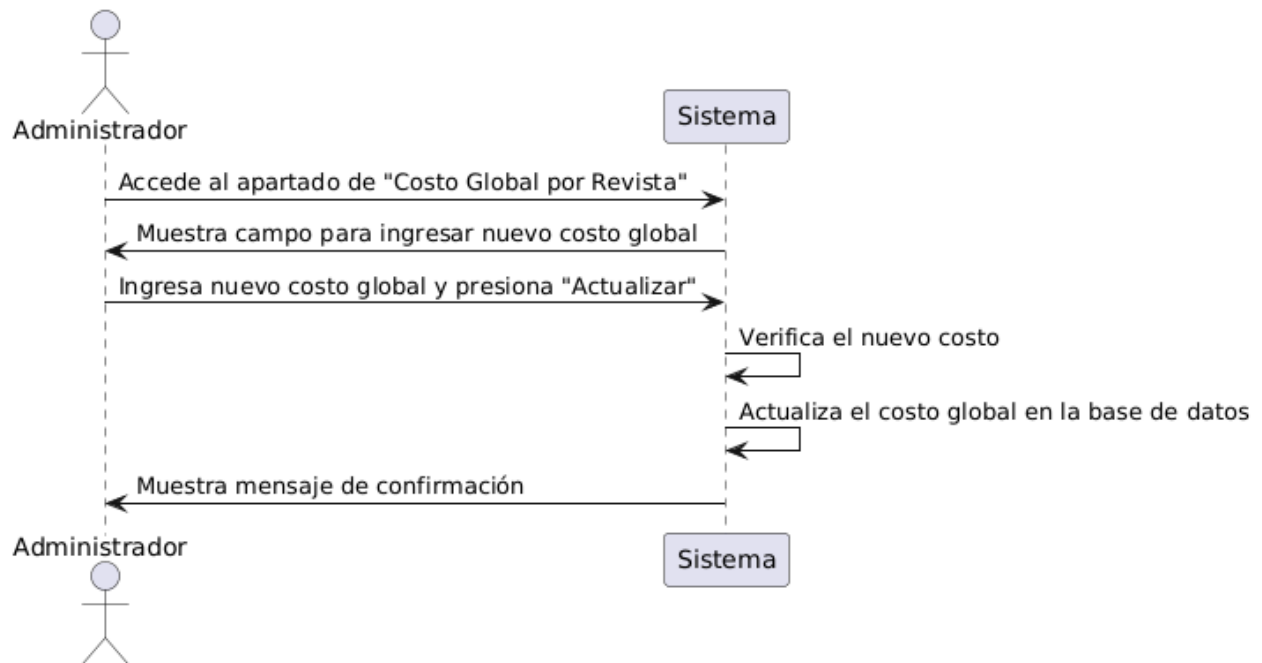 Administrador
Sistema
Accede al apartado de "Costo Global por Revista"
Muestra campo para ingresar nuevo costo global
Ingresa nuevo costo global y presiona "Actualizar"
Verifica el nuevo costo
Actualiza el costo global en la base de datos
Muestra mensaje de confirmación
Administrador
Sistema